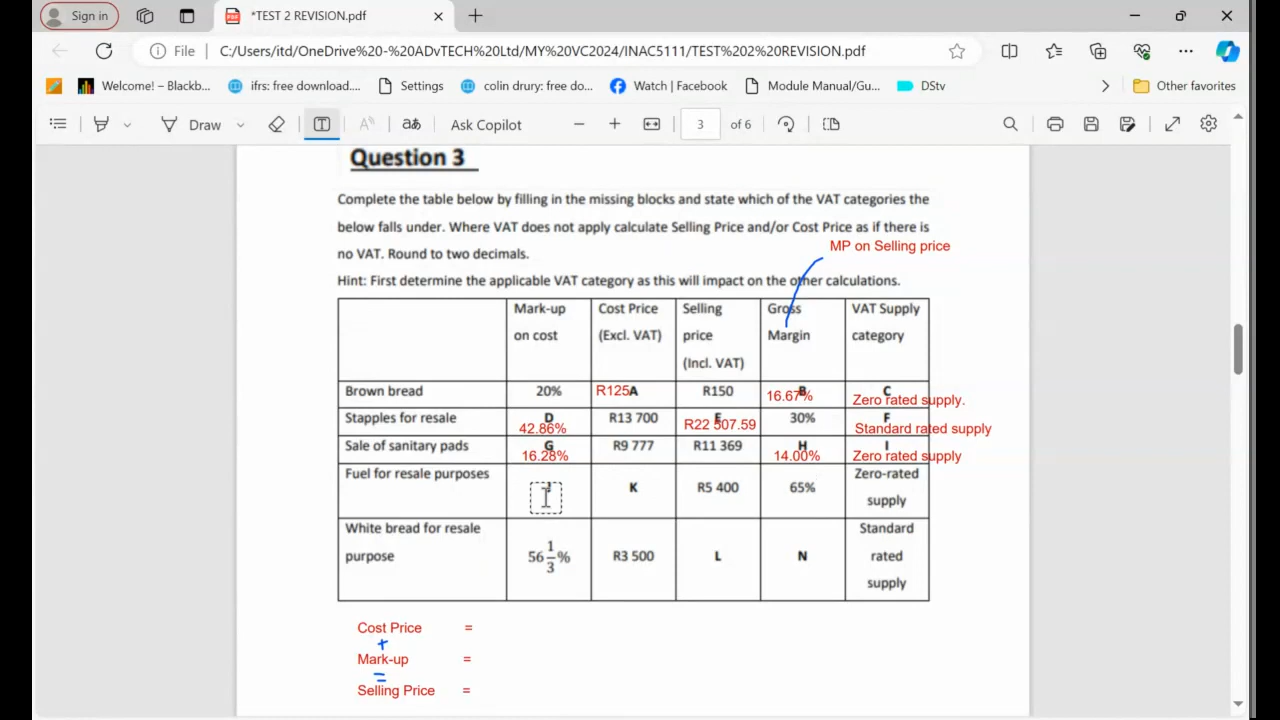 Sign in
*TEST 2 REVISION.pdf
File C:/Users/itd/OneDrive%20-%20ADvTECH%20Ltd/MY%20VC2024/INAC5111/TEST%202%20REVISION.pdf
Welcome! – Blackb... ifrs: free download.... Settings colin drury: free do... Watch | Facebook Module Manual/Gu... DStv Other favorites
Draw aあ Ask Copilot 3 of 6
Question 3
Complete the table below by filling in the missing blocks and state which of the VAT categories the
below falls under. Where VAT does not apply calculate Selling Price and/or Cost Price as if there is
no VAT. Round to two decimals.
MP on Selling price
Hint: First determine the applicable VAT category as this will impact on the other calculations.
Mark-up on cost
Cost Price (Excl. VAT)
Selling price (Incl. VAT)
Gross Margin
VAT Supply category
Brown bread 20% R125 A R150 B 16.67% C Zero rated supply.
Stapples for resale D 42.86% R13 700 E R22 507.59 30% F Standard rated supply
Sale of sanitary pads G 16.28% R9 777 R11 369 H 14.00% I Zero rated supply
Fuel for resale purposes K R5 400 65% Zero-rated supply
White bread for resale purpose 56 1/3 % R3 500 L N Standard rated supply
Cost Price =
+
Mark-up =
=
Selling Price =